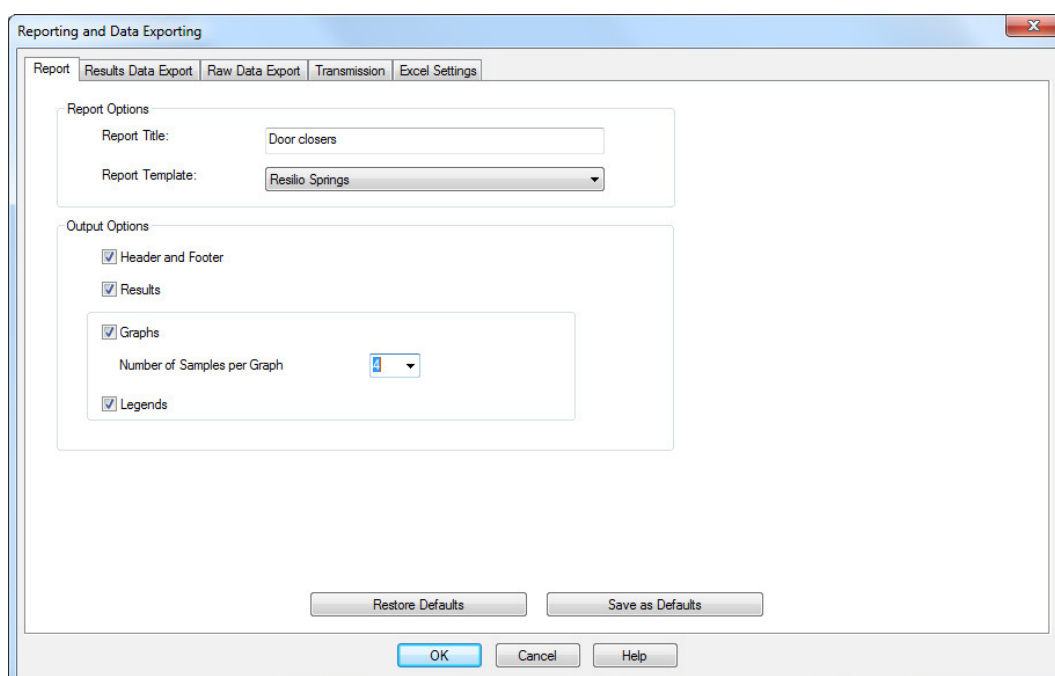 Reporting and Data Exporting
Report Results Data Export Raw Data Export Transmission Excel Settings
Report Options
Report Title: Door closers
Report Template: Resilio Springs
Output Options
Header and Footer
Results
Graphs
Number of Samples per Graph 4
Legends
Restore Defaults Save as Defaults
OK Cancel Help